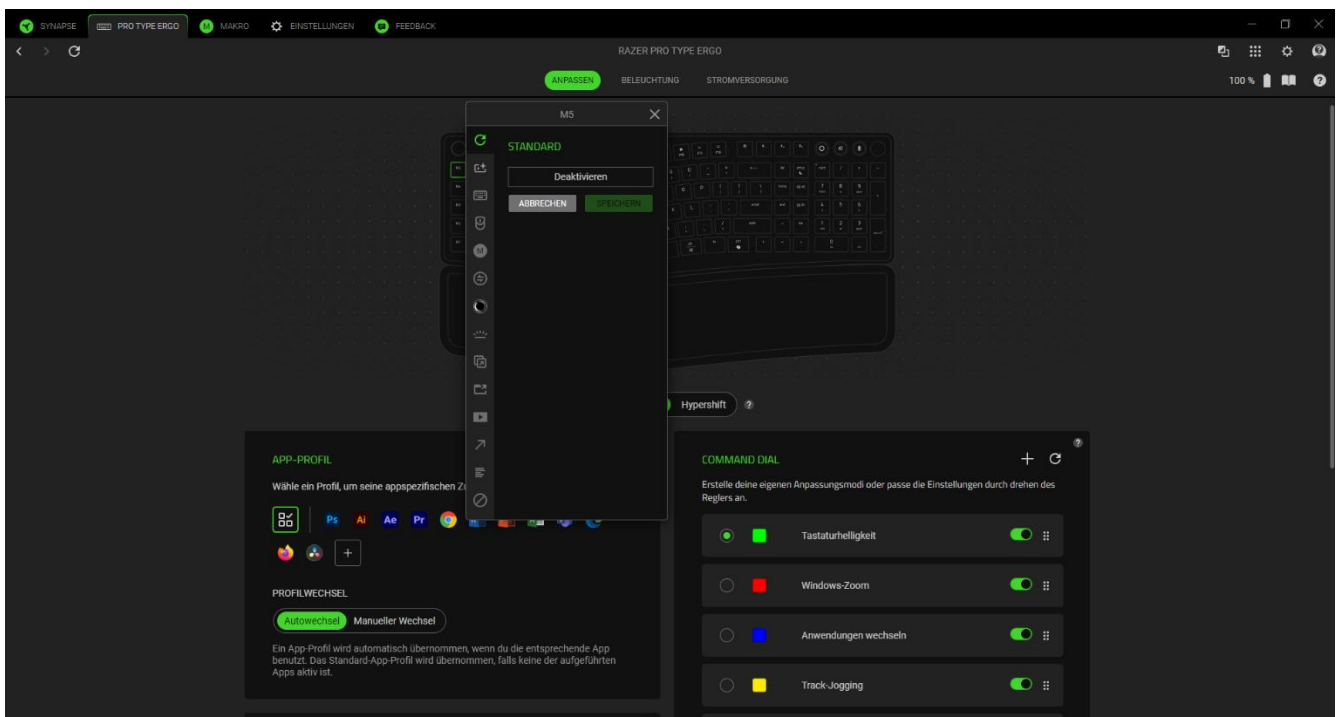 SYNAPSE
PRO TYPE ERGO
MAKRO
EINSTELLUNGEN
FEEDBACK
RAZER PRO TYPE ERGO
ANPASSEN
BELEUCHTUNG
STROMVERSORGUNG
100 %
M5
STANDARD
Deaktivieren
ABBRECHEN
SPEICHERN
Hypershift
APP-PROFIL
Wähle ein Profil, um seine appspezifischen
Ps Ai Ae Pr
PROFILWECHSEL
Autowechsel
Manueller Wechsel
Ein App-Profil wird automatisch übernommen, wenn du die entsprechende App
benutzt. Das Standard-App-Profil wird übernommen, falls keine der aufgeführten
Apps aktiv ist.
COMMAND DIAL
Erstelle deine eigenen Anpassungsmodi oder passe die Einstellungen durch drehen des
Reglers an.
Tastaturhelligkeit
Windows-Zoom
Anwendungen wechseln
Track-Jogging